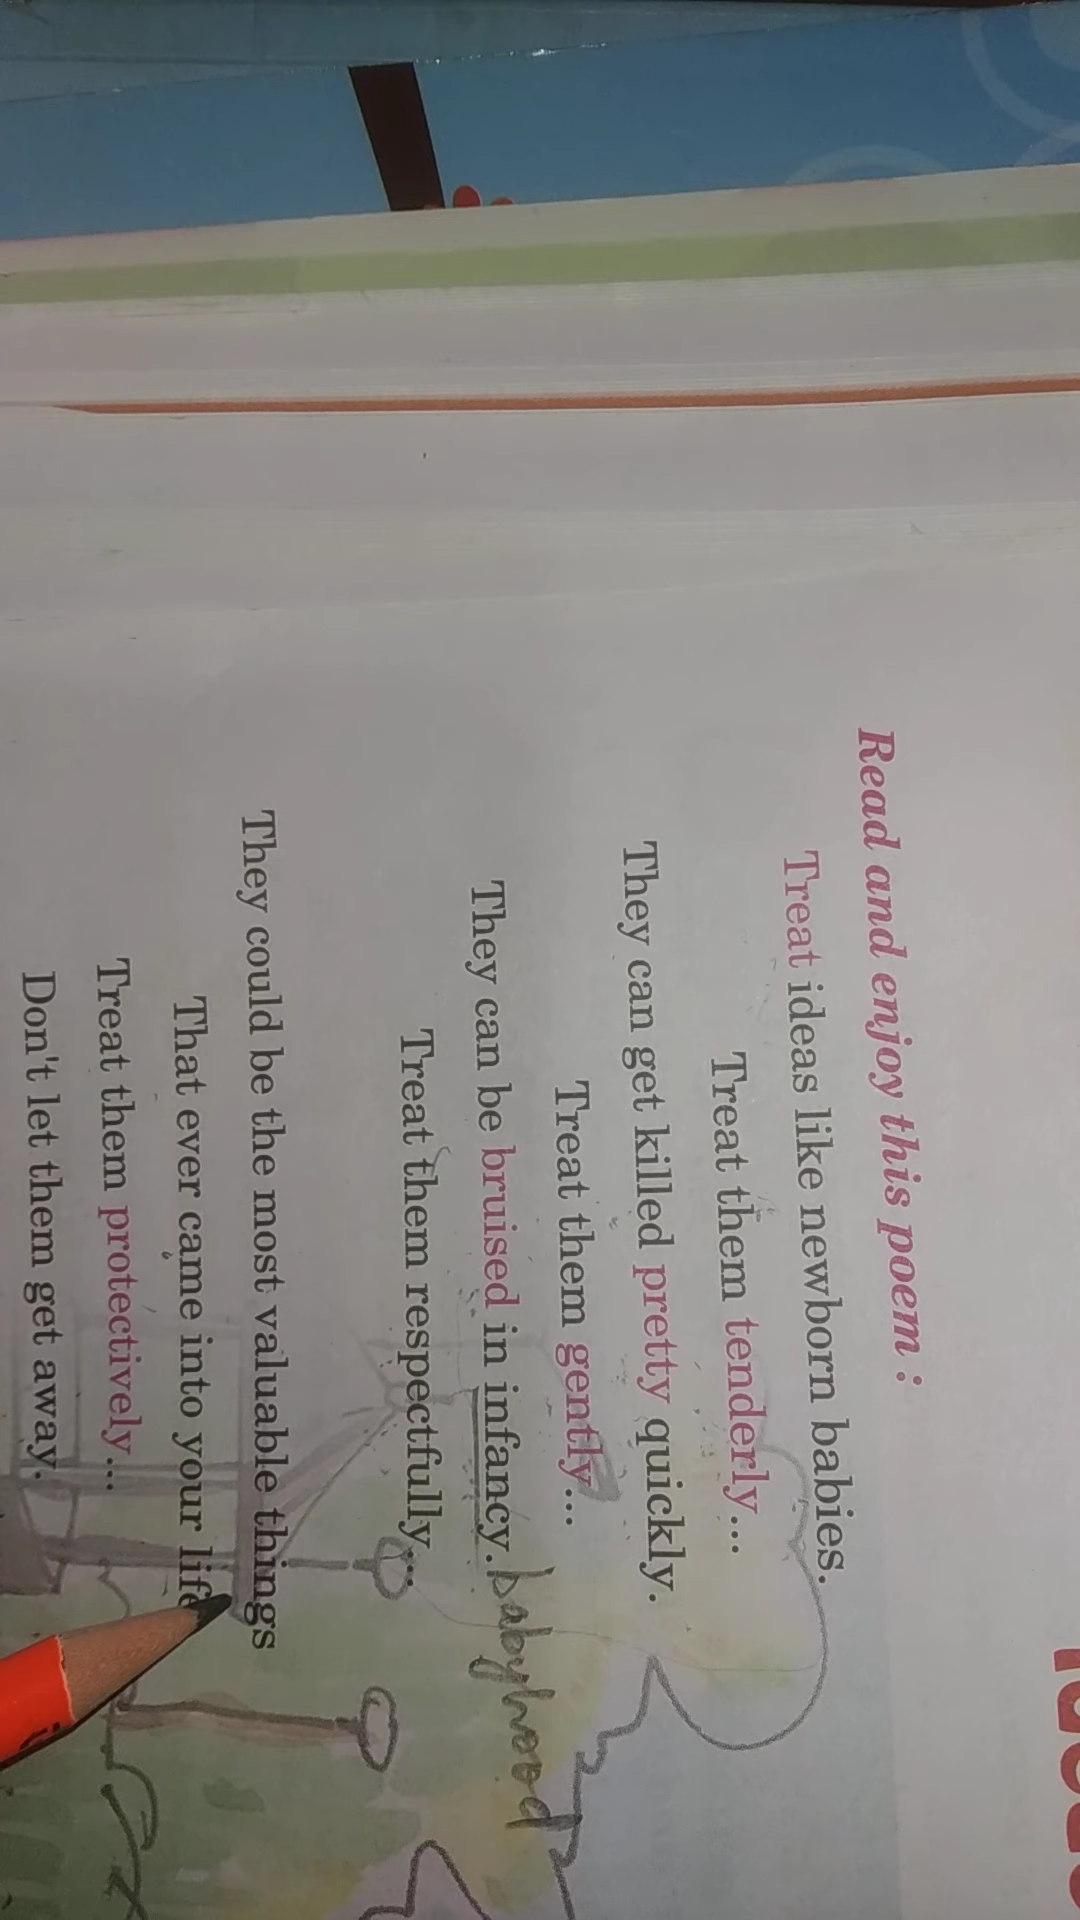 Read and enjoy this poem :
Treat ideas like newborn babies.
Treat them tenderly...
They can get killed pretty quickly.
Treat them gently...
They can be bruised in infancy. babyhood
Treat them respectfully...
They could be the most valuable things
That ever came into your life
Treat them protectively ...
Don't let them get away.